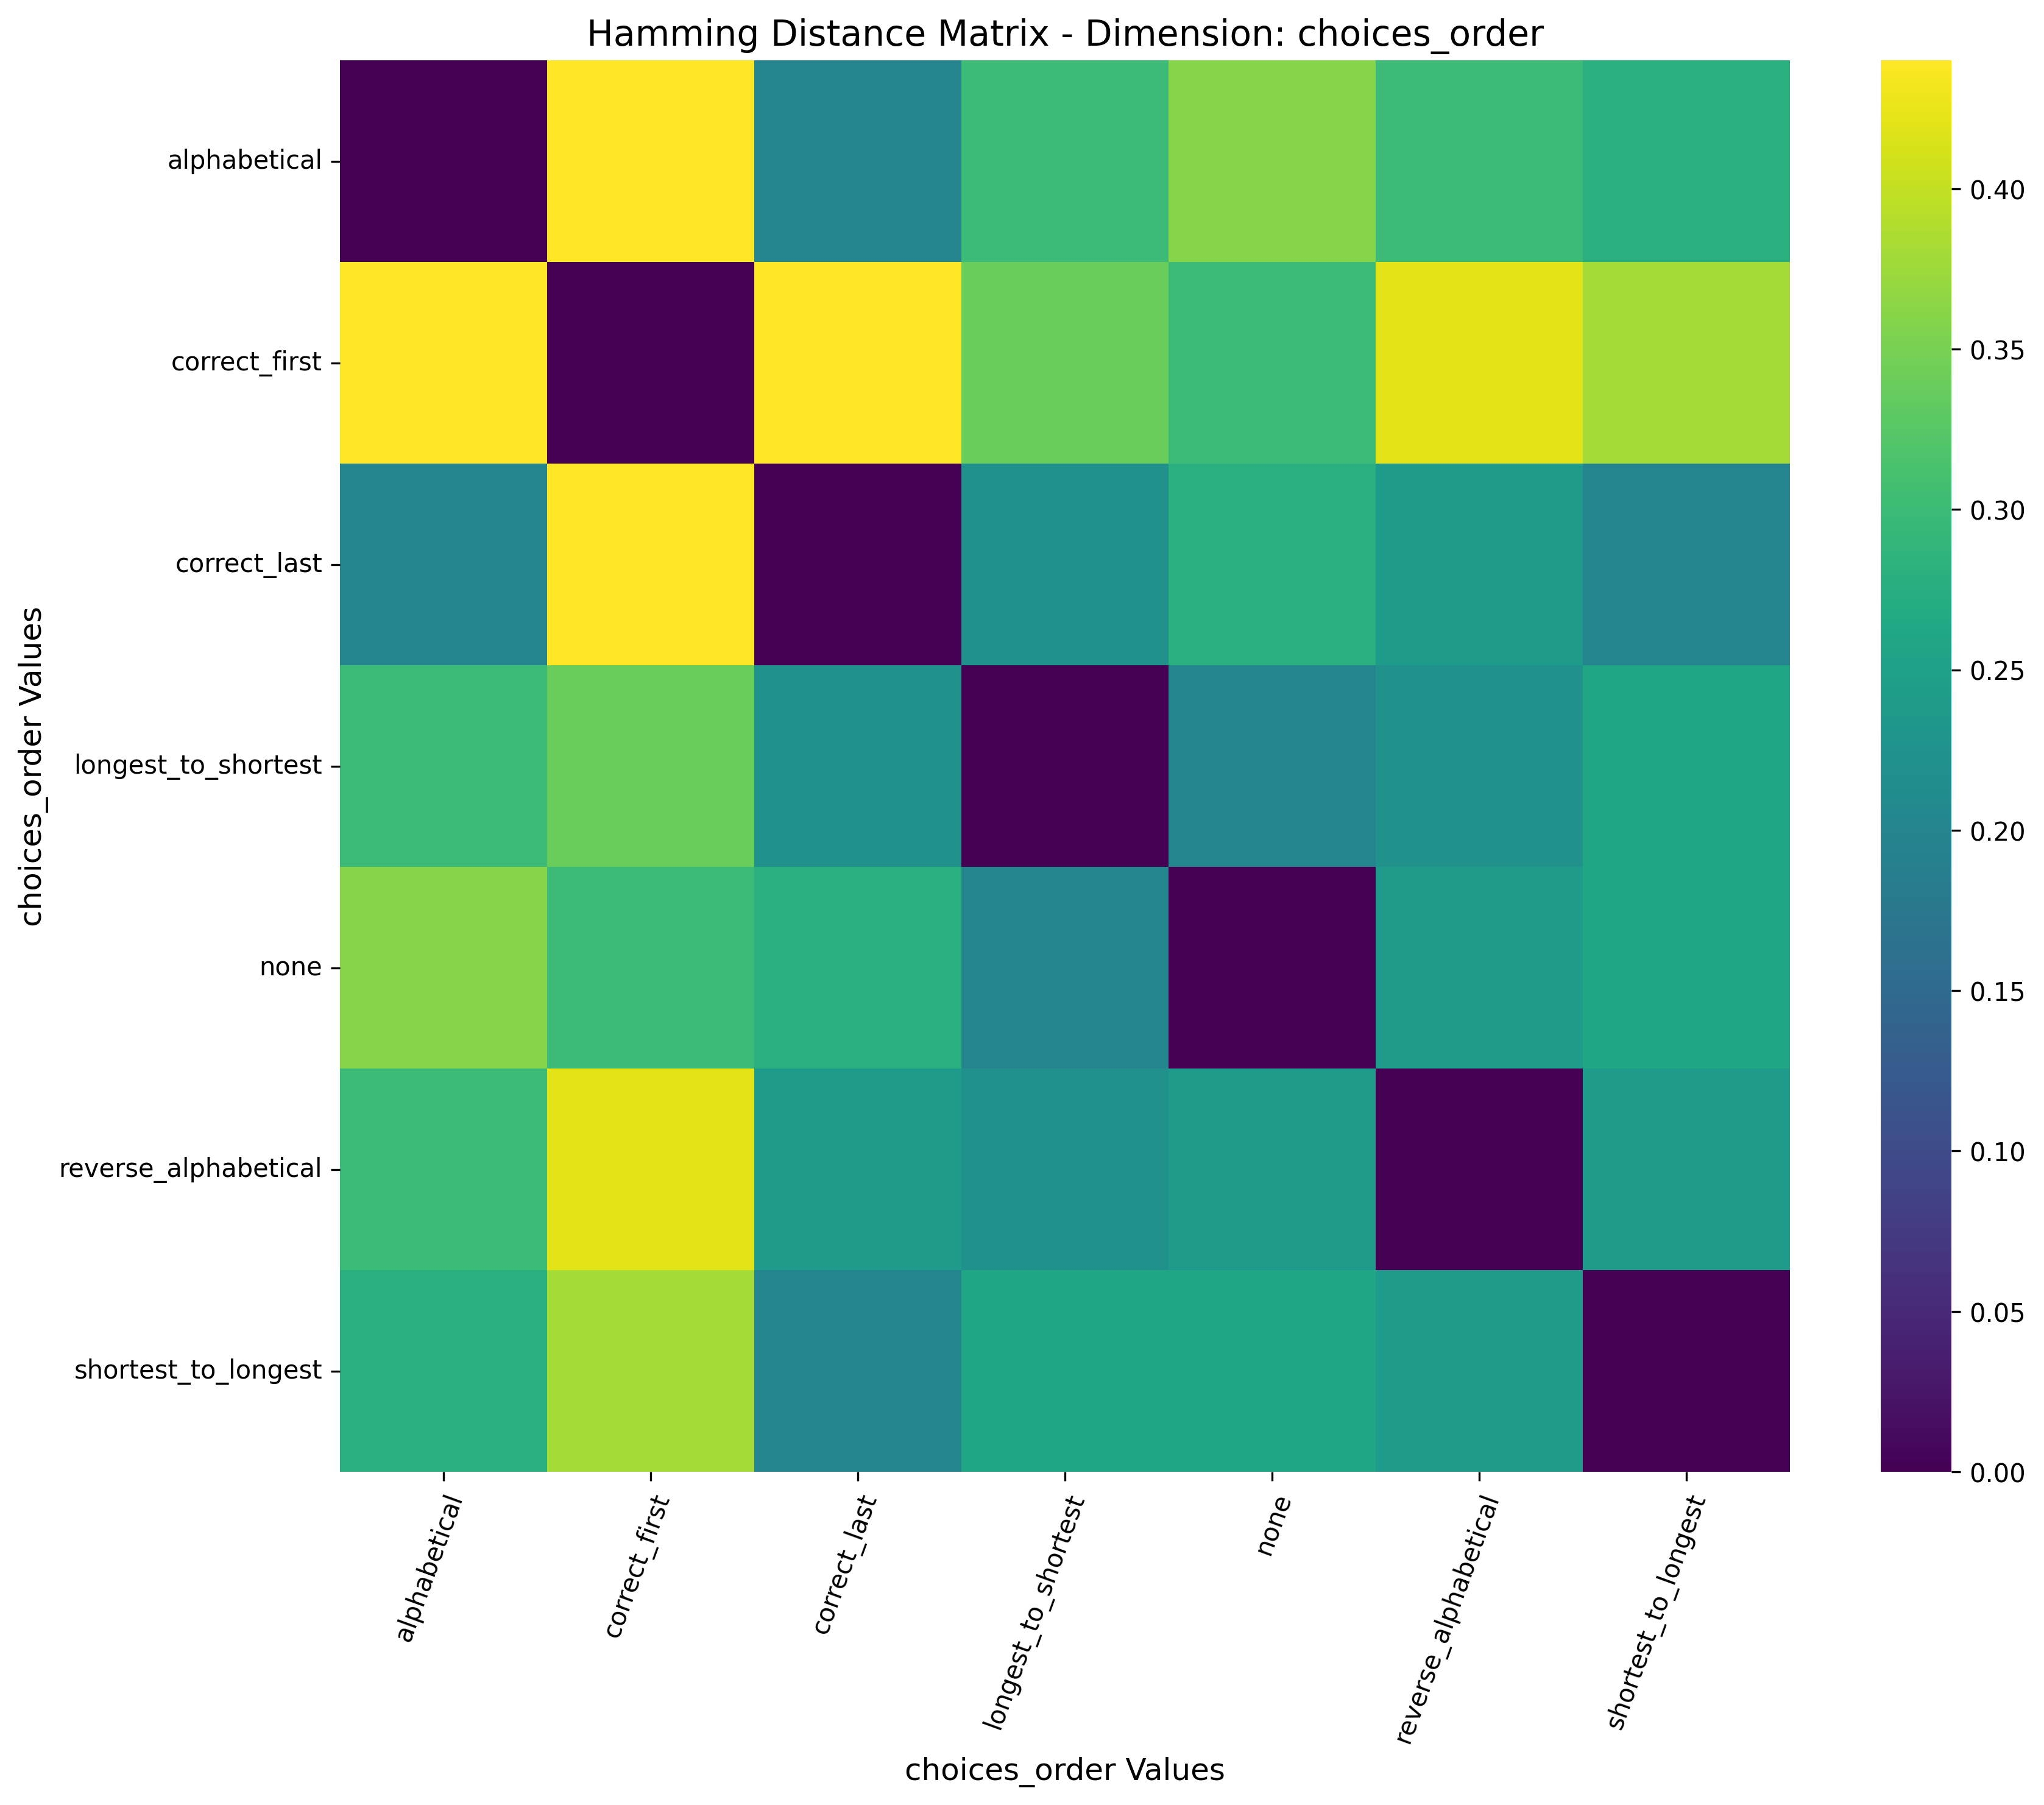 Hamming Distance Matrix - Dimension: choices_order
choices_order Values
alphabetical
correct_first
correct_last
longest_to_shortest
none
reverse_alphabetical
shortest_to_longest
alphabetical
correct_first
correct_last
longest_to_shortest
none
reverse_alphabetical
shortest_to_longest
choices_order Values
0.40
0.35
0.30
0.25
0.20
0.15
0.10
0.05
0.00